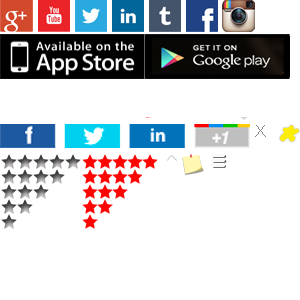 g+ You Tube in t f
Available on the App Store
GET IT ON Google play
f in +1 X